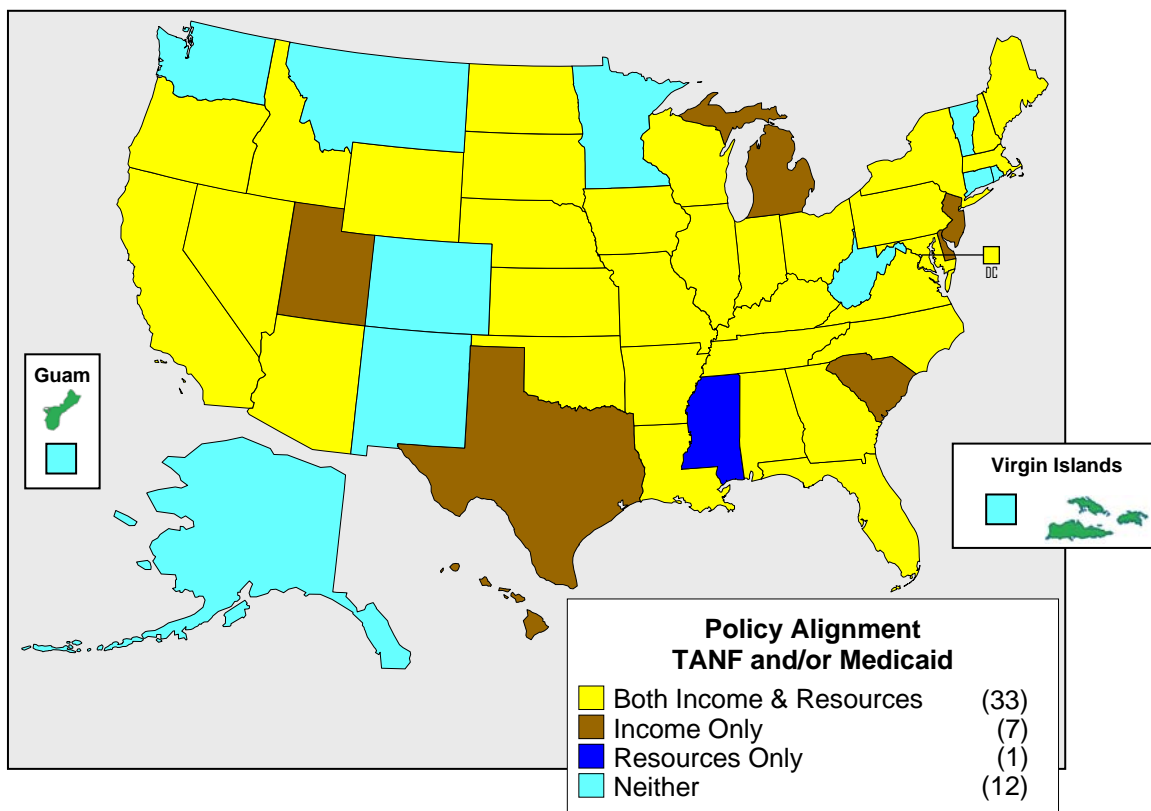 DC
Guam
Virgin Islands
Policy Alignment
TANF and/or Medicaid
Both Income & Resources (33)
Income Only (7)
Resources Only (1)
Neither (12)